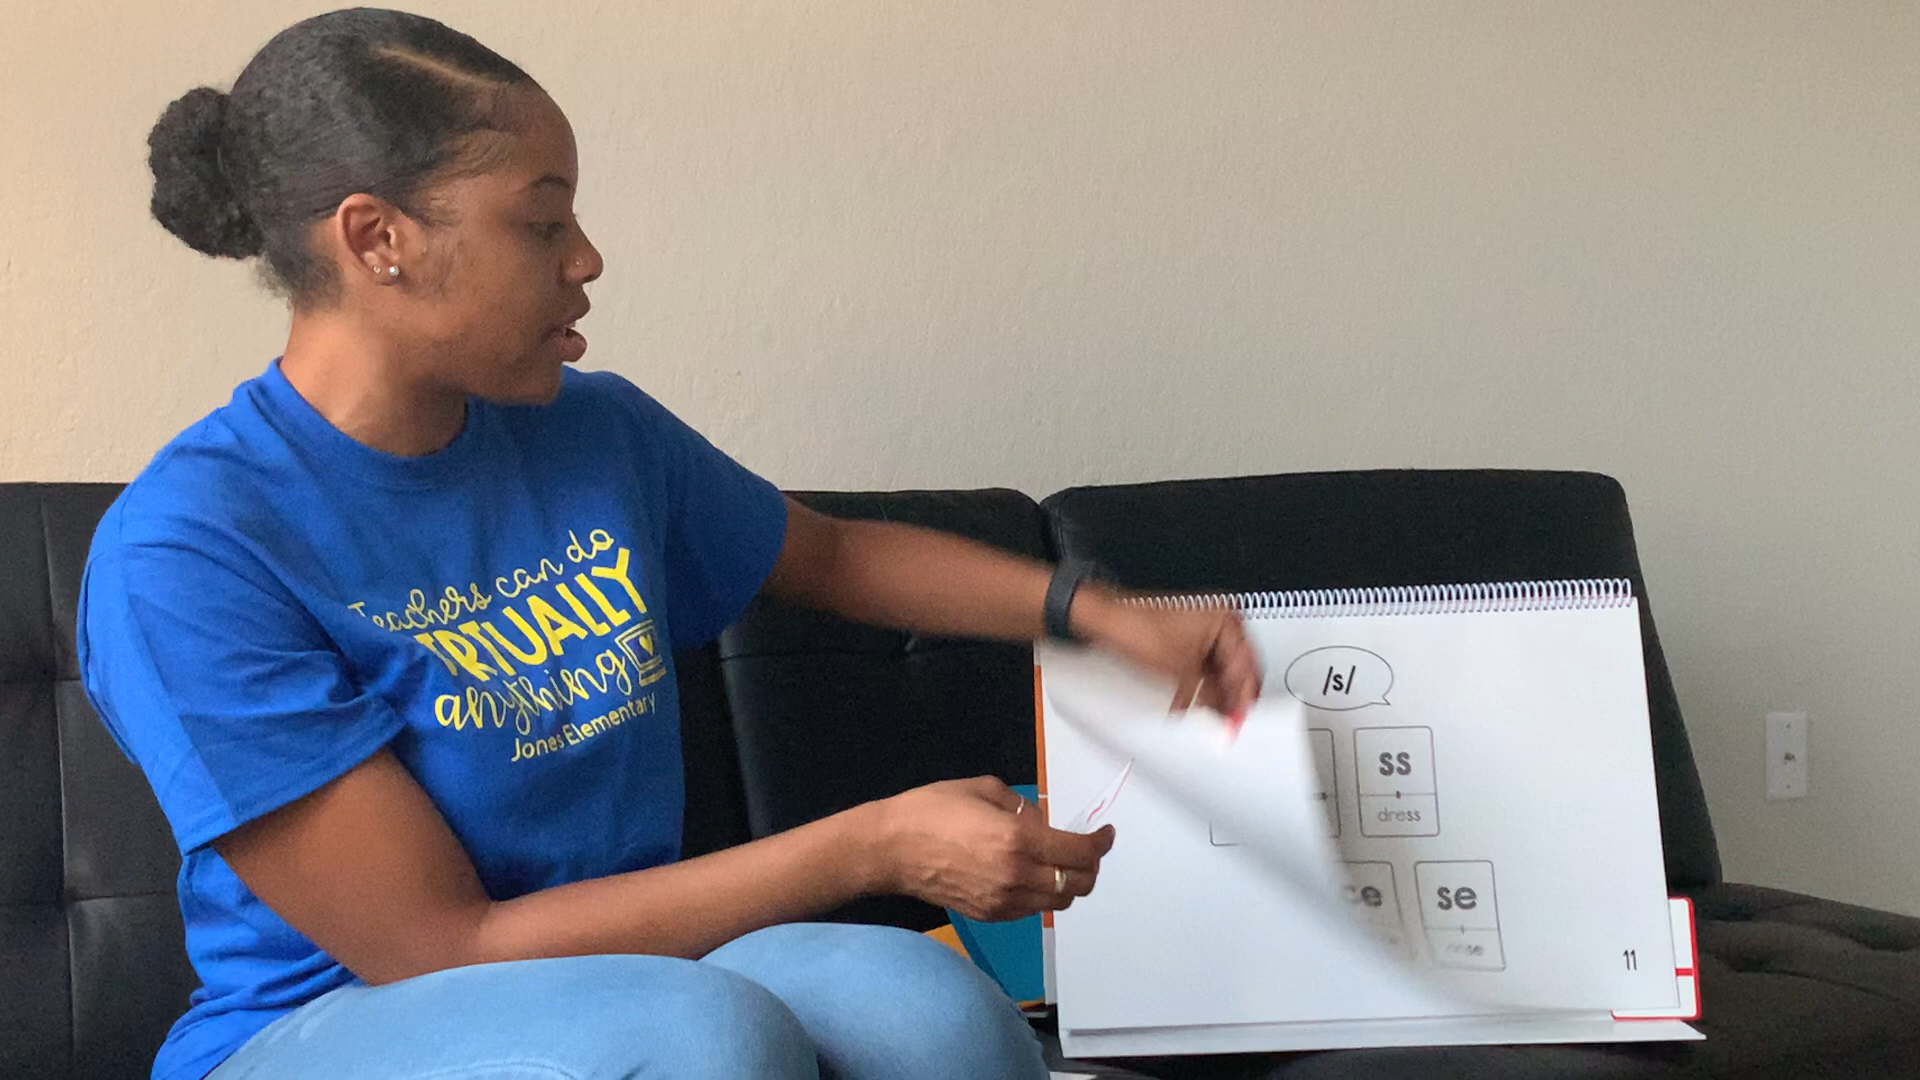 Teachers can do
VIRTUALLY
anything
Jones Elementary
/s/
ss
dress
ce
se
11